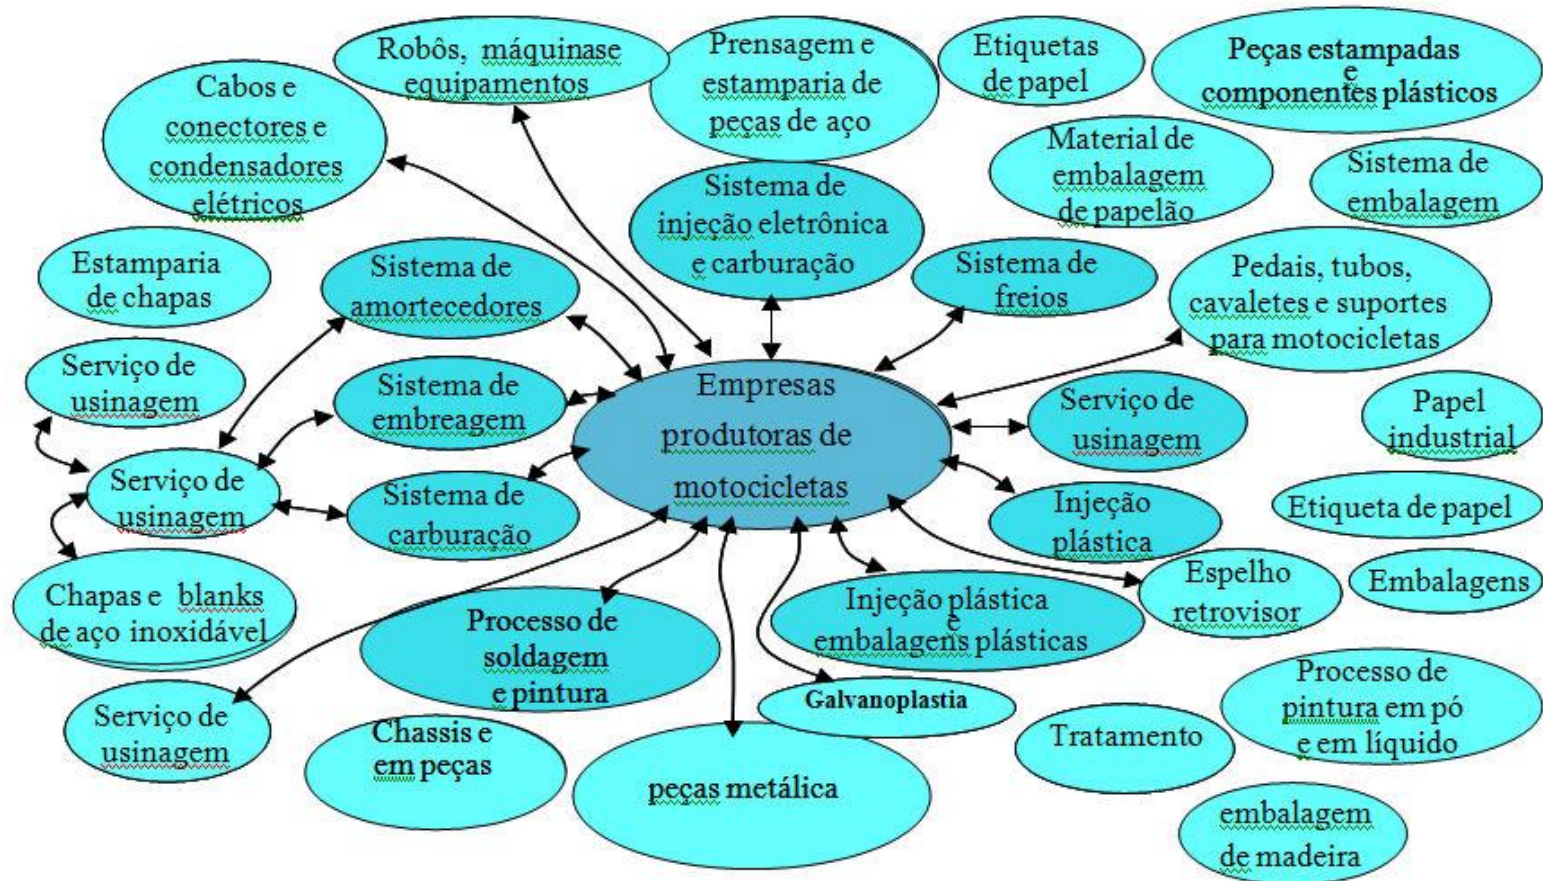 Robôs, máquinase
equipamentos
Prensagem e
estamparia de
peças de aço
Etiquetas
de papel
Peças estampadas
e
componentes plásticos
Cabos e
conectores e
condensadores
elétricos
Material de
embalagem
de papelão
Sistema de
embalagem
Sistema de
injeção eletrônica
e carburação
Estamparia
de chapas
Sistema de
amortecedores
Sistema de
freios
Pedais, tubos,
cavaletes e suportes
para motocicletas
Serviço de
usinagem
Sistema de
embreagem
Empresas
produtoras de
motocicletas
Serviço de
usinagem
Papel
industrial
Serviço de
usinagem
Sistema de
carburação
Injeção
plástica
Etiqueta de papel
Chapas e blanks
de aço inoxidável
Processo de
soldagem
e pintura
Injeção plástica
e
embalagens plásticas
Espelho
retrovisor
Embalagens
Serviço de
usinagem
Chassis e
em peças
peças metálica
Galvanoplastia
Tratamento
Processo de
pintura em pó
e em líquido
embalagem
de madeira